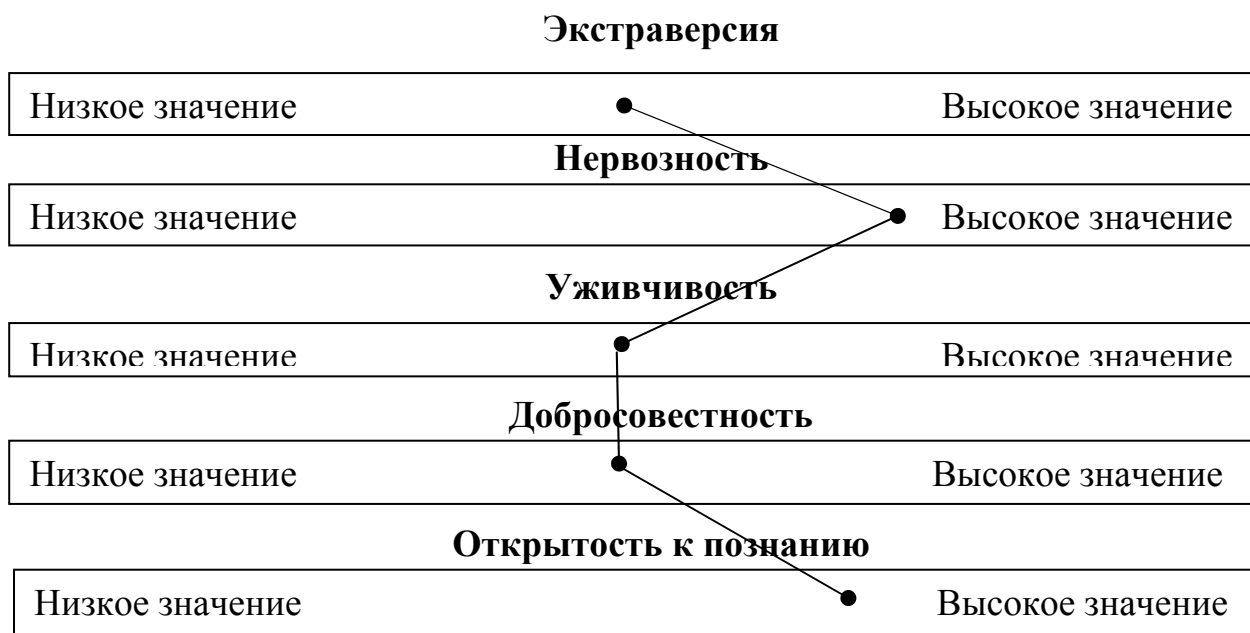 Экстраверсия
Низкое значение Высокое значение
Нервозность
Низкое значение Высокое значение
Уживчивость
Низкое значение Высокое значение
Добросовестность
Низкое значение Высокое значение
Открытость к познанию
Низкое значение Высокое значение